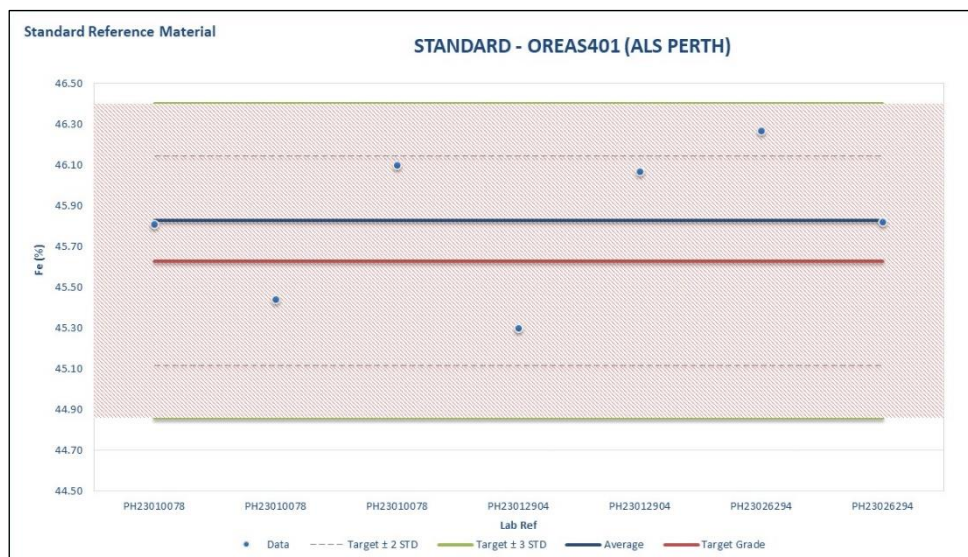 Standard Reference Material
STANDARD - OREAS401 (ALS PERTH)
46.50
46.30
46.10
45.90
45.70
45.50
45.30
45.10
44.90
44.70
44.50
Fe (%)
PH23010078 PH23010078 PH23010078 PH23012904 PH23012904 PH23026294 PH23026294
Lab Ref
Data Target ± 2 STD Target ± 3 STD Average Target Grade